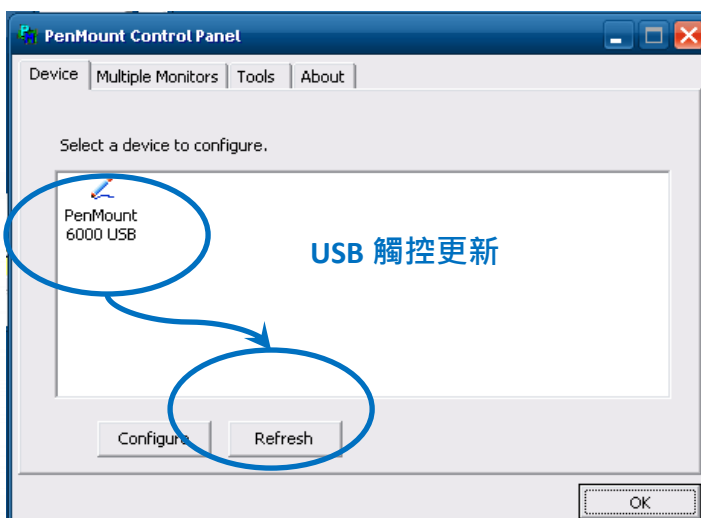 PenMount Control Panel
Device Multiple Monitors Tools About
Select a device to configure.
PenMount
6000 USB
USB 觸控更新
Configure Refresh
OK